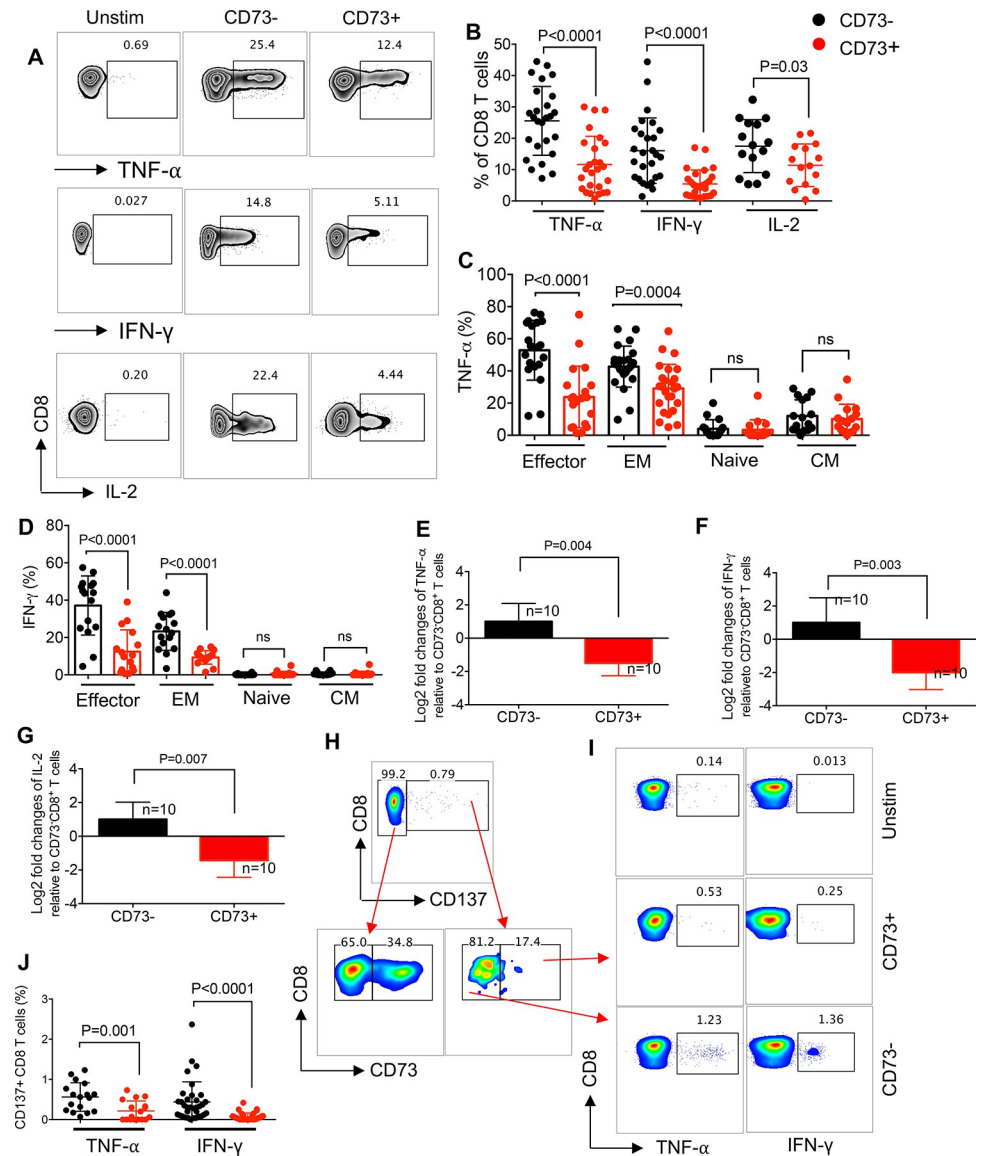 A
Unstim CD73- CD73+
0.69 25.4 12.4
TNF-α
0.027 14.8 5.11
IFN-γ
0.20 22.4 4.44
CD8
IL-2
B
CD73-
CD73+
P<0.0001 P<0.0001 P=0.03
% of CD8 T cells
50
40
30
20
10
0
TNF-α IFN-γ IL-2
C
P<0.0001 P=0.0004 ns ns
TNF-α (%)
100
80
60
40
20
0
Effector EM Naive CM
D
P<0.0001 P<0.0001 ns ns
IFN-γ (%)
80
60
40
20
0
Effector EM Naive CM
E
P=0.004
Log2 fold changes of TNF-α
relative to CD73-CD8+ T cells
4
2
0
-2
-4
n=10
n=10
CD73- CD73+
F
P=0.003
Log2 fold changes of IFN-γ
relativeto CD73-CD8+ T cells
4
2
0
-2
-4
n=10
n=10
CD73- CD73+
G
P=0.007
Log2 fold changes of IL-2
relative to CD73-CD8+ T cells
4
2
0
-2
-4
n=10
n=10
CD73- CD73+
H
99.2 0.79
CD8
CD137
65.0 34.8 81.2 17.4
CD8
CD73
I
0.14 0.013
Unstim
0.53 0.25
CD73+
1.23 1.36
CD73-
CD8
TNF-α IFN-γ
J
P=0.001 P<0.0001
CD137+ CD8 T cells (%)
3
2
1
0
TNF-α IFN-γ